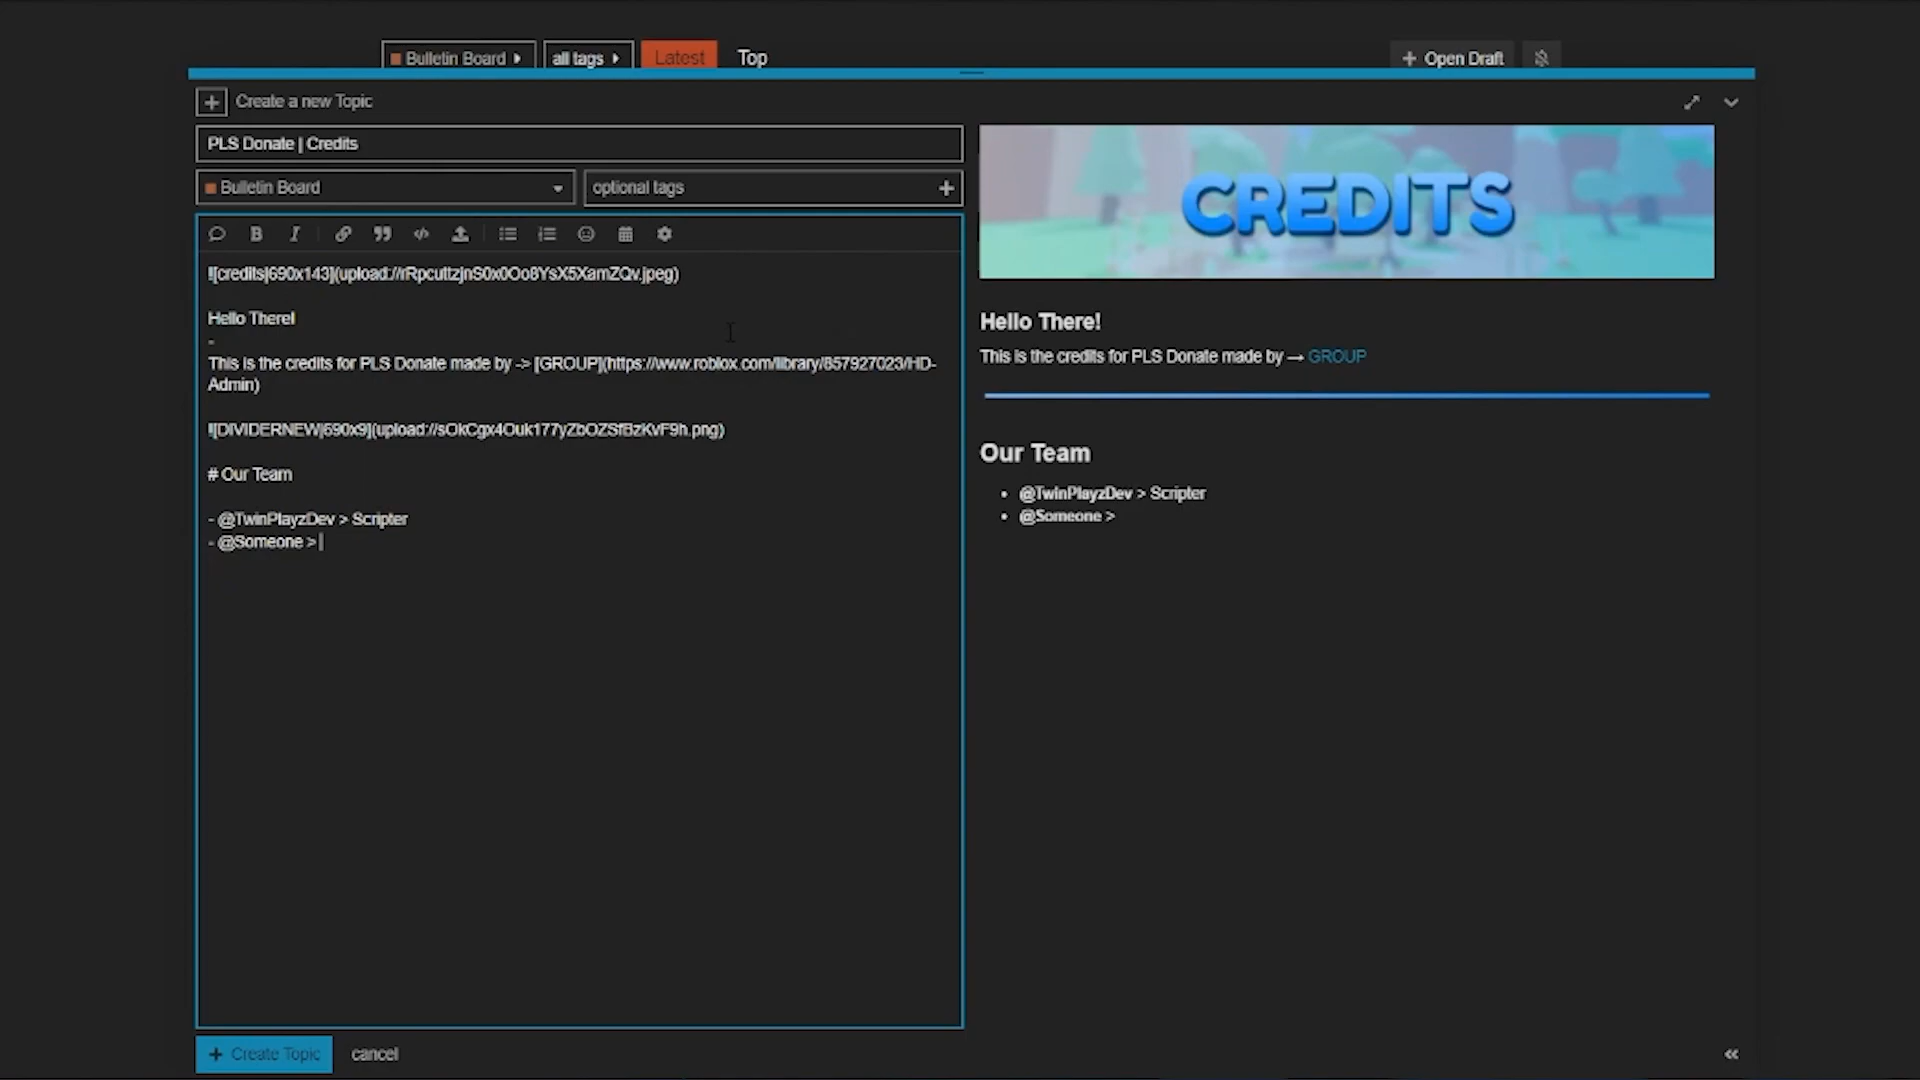 Bulletin Board
all tags
Latest
Top
+ Open Draft
Create a new Topic
PLS Donate | Credits
Bulletin Board
optional tags
B I
![credits|690x143](upload://rRpcuttzjnS0x0Oo8YsX5XamZQv.jpeg)
Hello There!
-
This is the credits for PLS Donate made by -> [GROUP](https://www.roblox.com/library/857927023/HD-
Admin)
![DIVIDERNEW|690x9](upload://sOkCgx4Ouk177yZbOZSfBzKvF9h.png)
# Our Team
- @TwinPlayzDev > Scripter
- @Someone >
+ Create Topic
cancel
CREDITS
Hello There!
This is the credits for PLS Donate made by → GROUP
Our Team
• @TwinPlayzDev > Scripter
• @Someone >